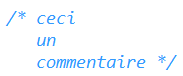 /* ceci
un
commentaire */